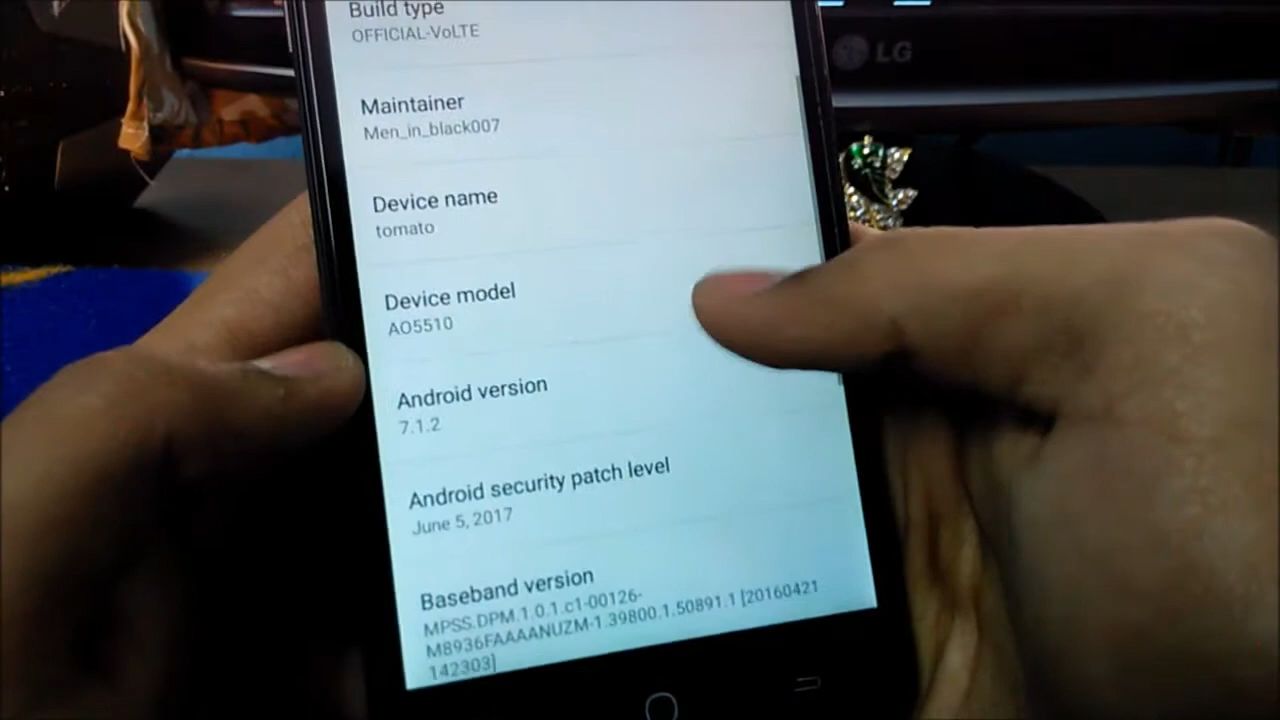 Build type
OFFICIAL-VoLTE
Maintainer
Men_in_black007
Device name
tomato
Device model
AO5510
Android version
7.1.2
Android security patch level
June 5, 2017
Baseband version
MPSS.DPM.1.0.1.c1-00126-
M8936FAAAANUZM-1.39800.1.50891.1 [20160421
142303]
LG